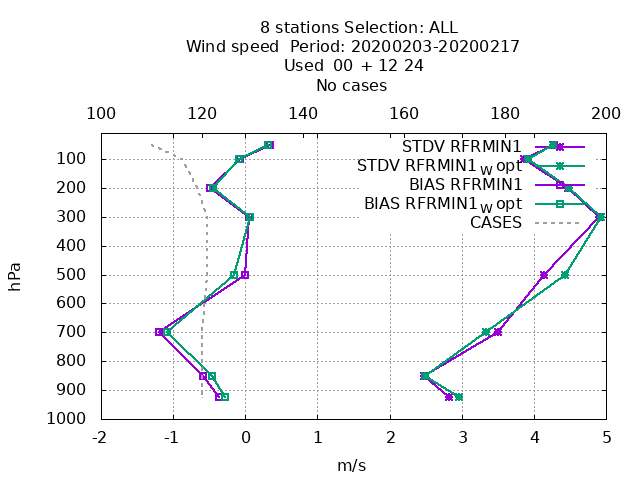 8 stations Selection: ALL
Wind speed  Period: 20200203-20200217
Used  00 + 12 24
No cases
100 120 140 160 180 200
STDV RFRMIN1
STDV RFRMIN1W opt
BIAS RFRMIN1
BIAS RFRMIN1W opt
CASES
hPa
100
200
300
400
500
600
700
800
900
1000
-2 -1 0 1 2 3 4 5
m/s